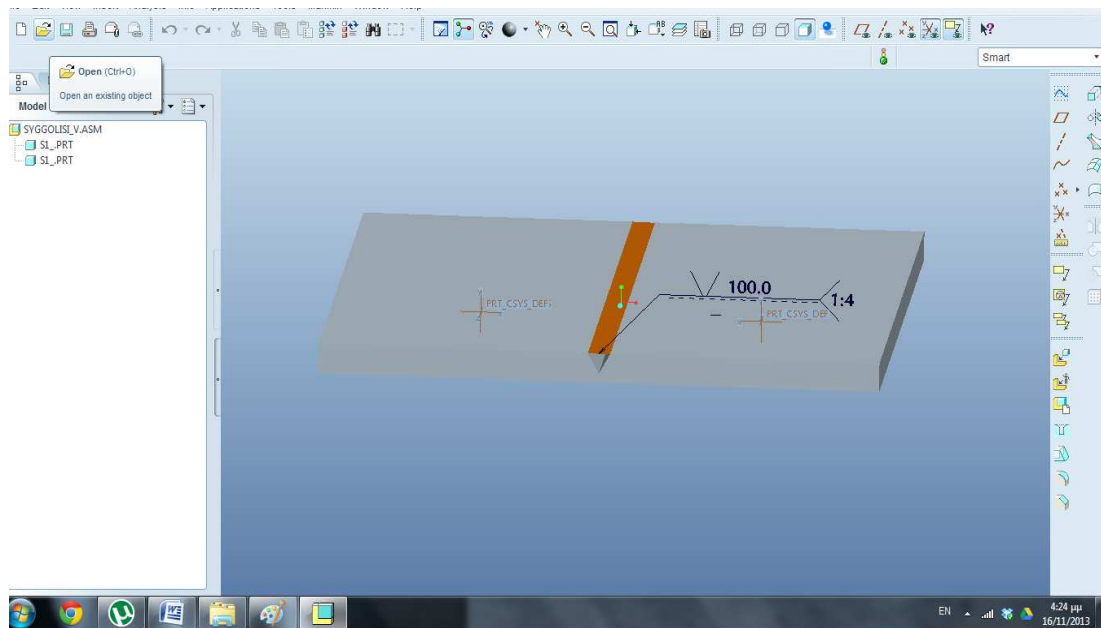 Smart
Open (Ctrl+O)
Open an existing object
Model
SYGGOLISI_V.ASM
S1_.PRT
S1_.PRT
100.0
1:4
PRT_CSYS_DEF
PRT_CSYS_DEF
EN
4:24 μμ
16/11/2013